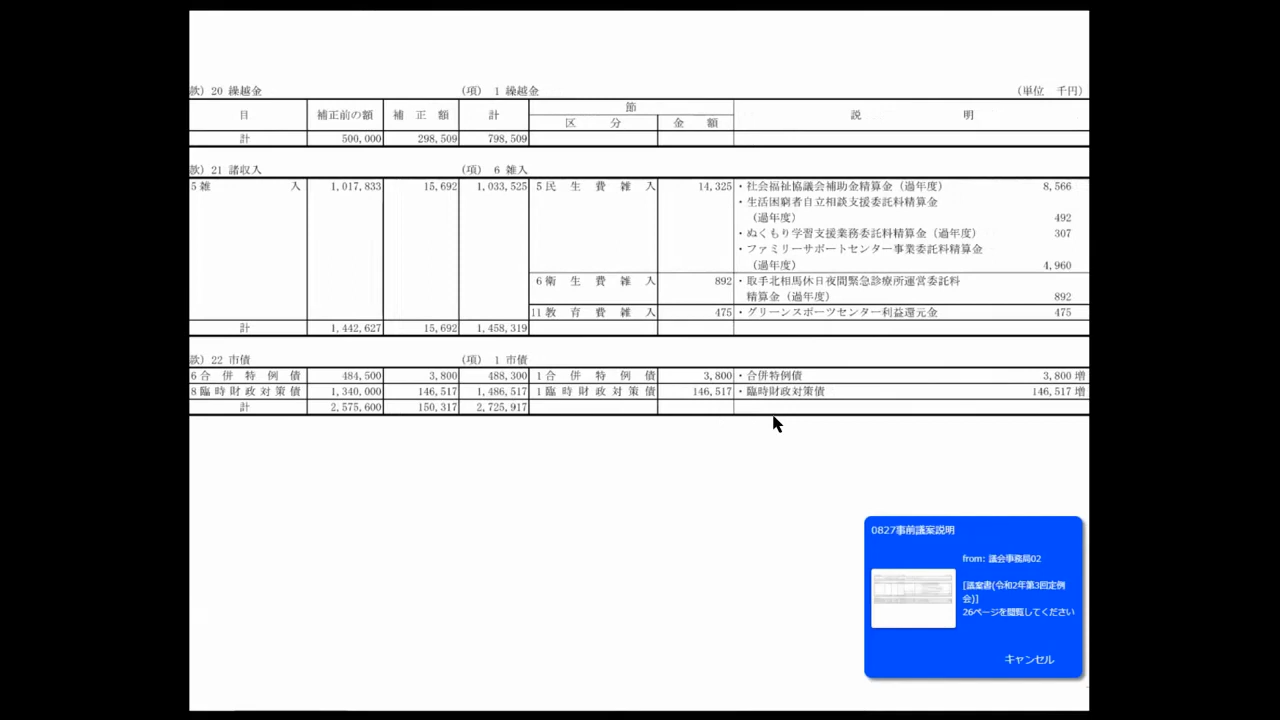 款) 20 繰越金 (項) 1 繰越金 (単位 千円)
目 補正前の額 補正額 計 節 説明
区分 金額
計 500,000 298,509 798,509
款) 21 諸収入 (項) 6 雑入
5 雑入 1,017,833 15,692 1,033,525 5 民生費雑入 14,325 ・社会福祉協議会補助金精算金(過年度) 8,566
・生活困窮者自立相談支援委託料精算金
(過年度) 492
・ぬくもり学習支援業務委託料精算金(過年度) 307
・ファミリーサポートセンター事業委託料精算金
(過年度) 4,960
6 衛生費雑入 892 ・取手北相馬休日夜間緊急診療所運営委託料
精算金(過年度) 892
11 教育費雑入 475 ・グリーンスポーツセンター利益還元金 475
計 1,442,627 15,692 1,458,319
款) 22 市債 (項) 1 市債
6 合併特例債 484,500 3,800 488,300 1 合併特例債 3,800 ・合併特例債 3,800 増
8 臨時財政対策債 1,340,000 146,517 1,486,517 1 臨時財政対策債 146,517 ・臨時財政対策債 146,517 増
計 2,575,600 150,317 2,725,917
0827事前議案説明
from: 議会事務局02
[議案書(令和2年第3回定例
会)]
26ページを閲覧してください
キャンセル